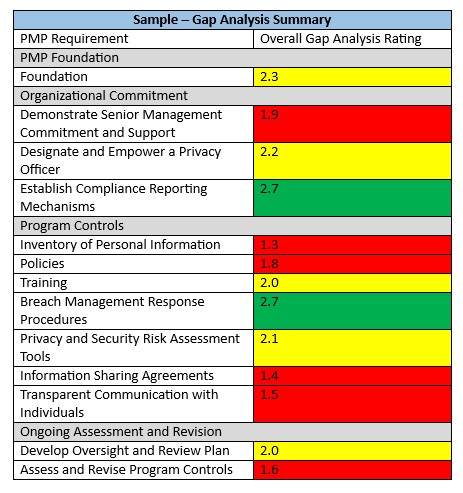 Sample – Gap Analysis Summary
PMP Requirement Overall Gap Analysis Rating
PMP Foundation
Foundation 2.3
Organizational Commitment
Demonstrate Senior Management 1.9
Commitment and Support
Designate and Empower a Privacy 2.2
Officer
Establish Compliance Reporting 2.7
Mechanisms
Program Controls
Inventory of Personal Information 1.3
Policies 1.8
Training 2.0
Breach Management Response 2.7
Procedures
Privacy and Security Risk Assessment 2.1
Tools
Information Sharing Agreements 1.4
Transparent Communication with 1.5
Individuals
Ongoing Assessment and Revision
Develop Oversight and Review Plan 2.0
Assess and Revise Program Controls 1.6